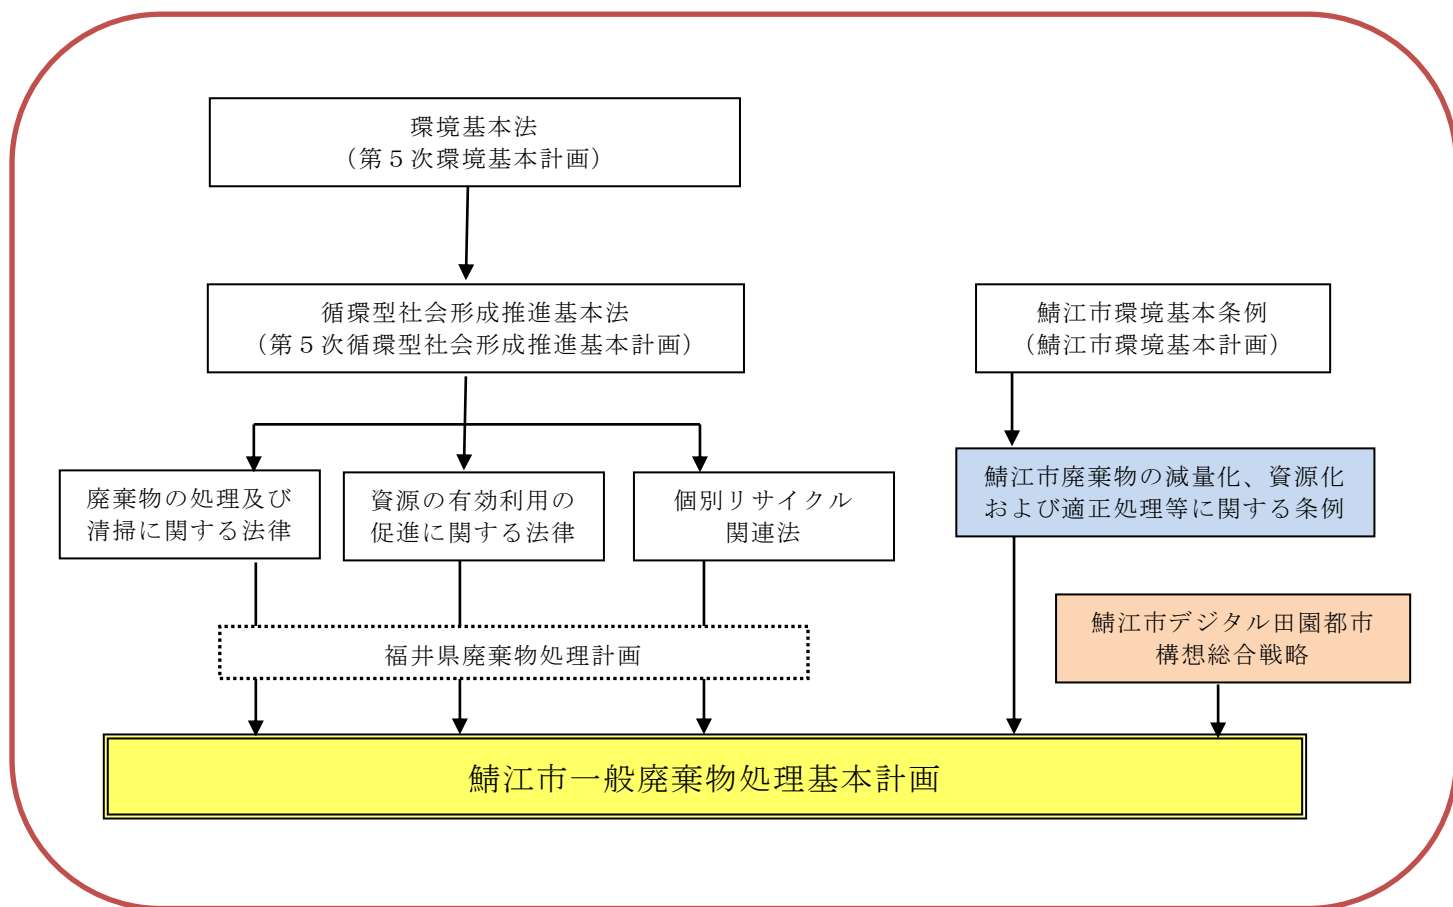 環境基本法
（第５次環境基本計画）
循環型社会形成推進基本法
（第５次循環型社会形成推進基本計画）
鯖江市環境基本条例
（鯖江市環境基本計画）
廃棄物の処理及び
清掃に関する法律
資源の有効利用の
促進に関する法律
個別リサイクル
関連法
鯖江市廃棄物の減量化、資源化
および適正処理等に関する条例
鯖江市デジタル田園都市
構想総合戦略
福井県廃棄物処理計画
鯖江市一般廃棄物処理基本計画